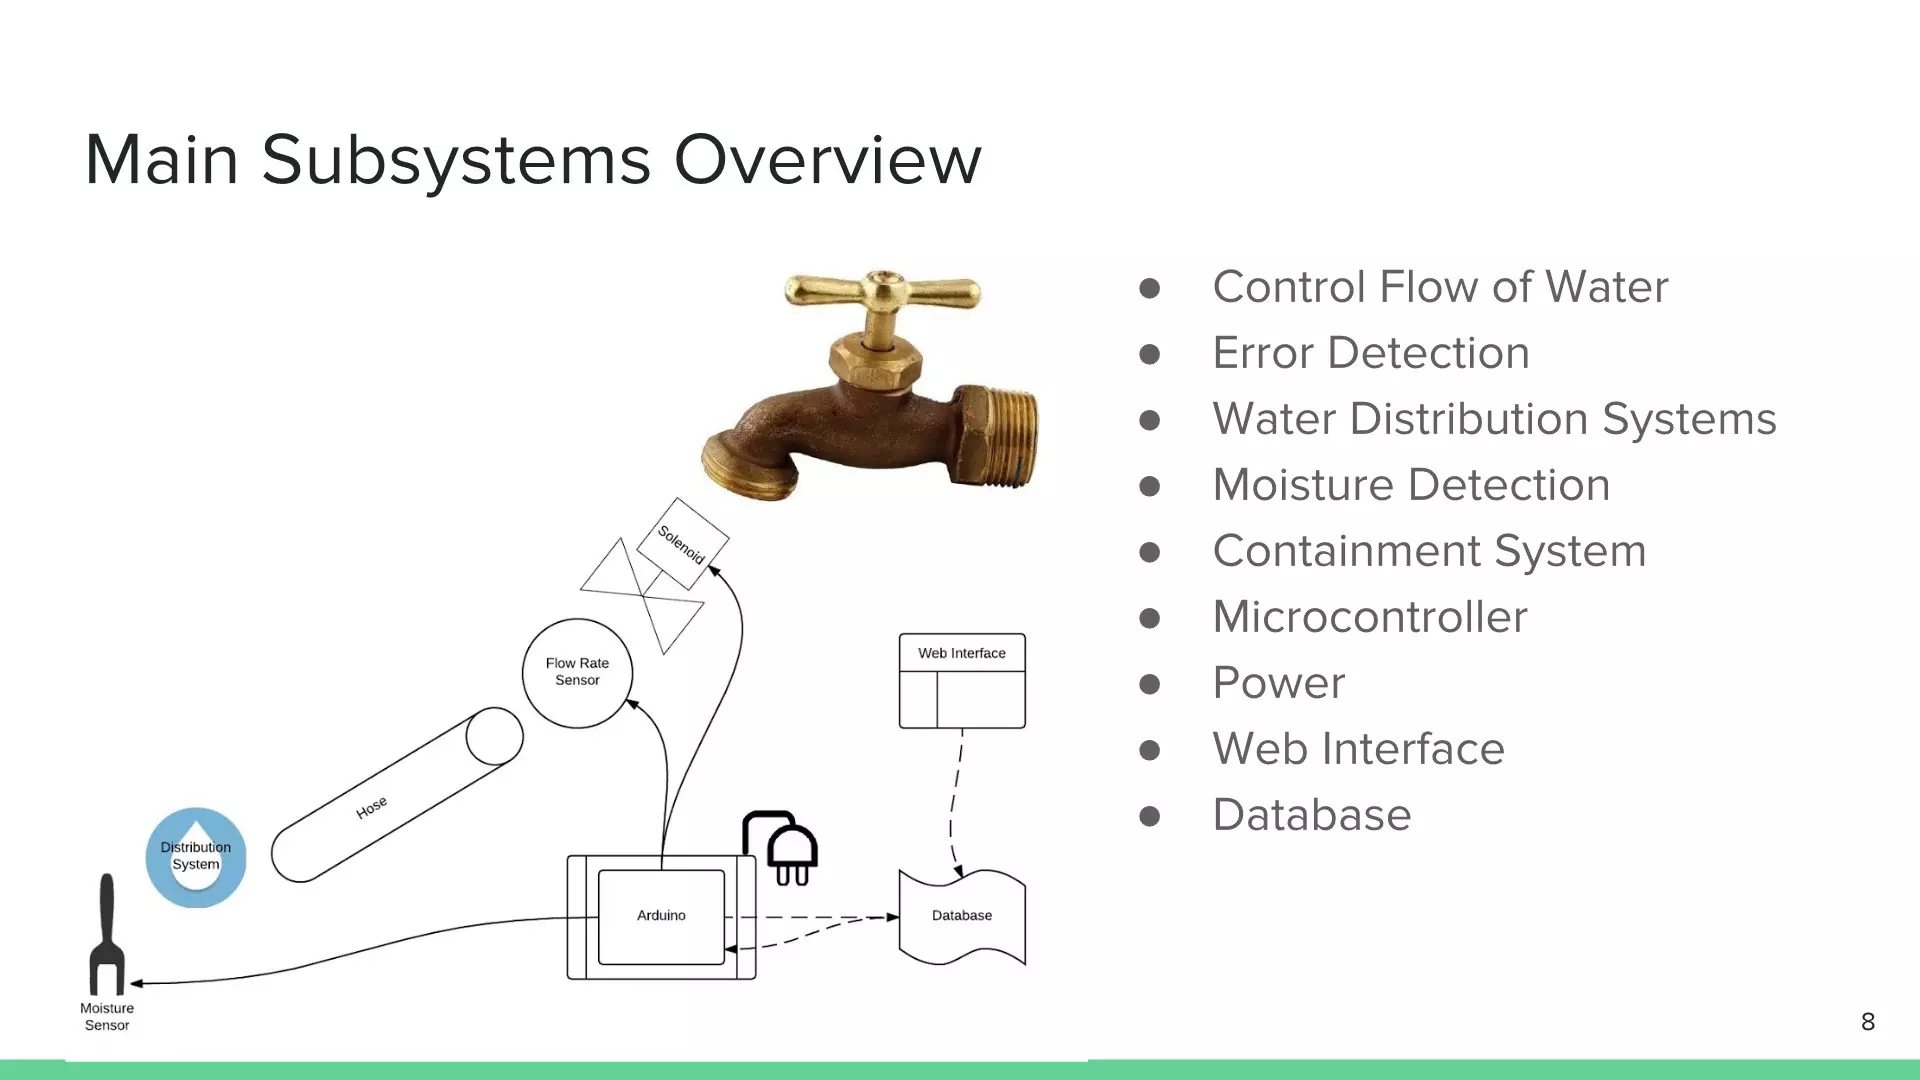 Main Subsystems Overview
● Control Flow of Water
● Error Detection
● Water Distribution Systems
● Moisture Detection
● Containment System
● Microcontroller
● Power
● Web Interface
● Database
Solenoid
Flow Rate
Sensor
Web Interface
Hose
Distribution
System
Arduino
Database
Moisture
Sensor
8